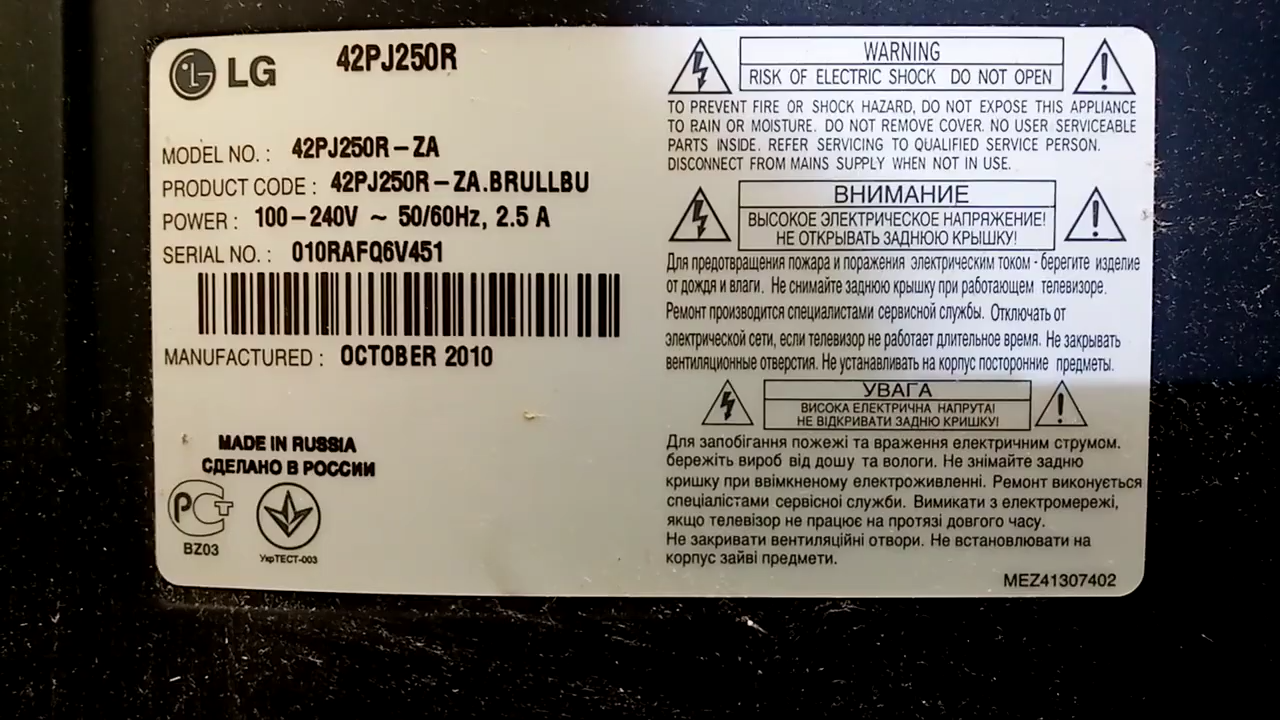 LG
42PJ250R
MODEL NO. : 42PJ250R-ZA
PRODUCT CODE : 42PJ250R-ZA.BRULLBU
POWER : 100-240V ~ 50/60Hz, 2.5 A
SERIAL NO. : 010RAFQ6V451
MANUFACTURED : OCTOBER 2010
MADE IN RUSSIA
СДЕЛАНО В РОССИИ
РСТ
BZ03
УкрТЕСТ-003
WARNING
RISK OF ELECTRIC SHOCK DO NOT OPEN
TO PREVENT FIRE OR SHOCK HAZARD, DO NOT EXPOSE THIS APPLIANCE
TO RAIN OR MOISTURE. DO NOT REMOVE COVER. NO USER SERVICEABLE
PARTS INSIDE. REFER SERVICING TO QUALIFIED SERVICE PERSON.
DISCONNECT FROM MAINS SUPPLY WHEN NOT IN USE.
ВНИМАНИЕ
ВЫСОКОЕ ЭЛЕКТРИЧЕСКОЕ НАПРЯЖЕНИЕ!
НЕ ОТКРЫВАТЬ ЗАДНЮЮ КРЫШКУ!
Для предотвращения пожара и поражения электрическим током - берегите изделие
от дождя и влаги. Не снимайте заднюю крышку при работающем телевизоре.
Ремонт производится специалистами сервисной службы. Отключать от
электрической сети, если телевизор не работает длительное время. Не закрывать
вентиляционные отверстия. Не устанавливать на корпус посторонние предметы.
УВАГА
ВИСОКА ЕЛЕКТРИЧНА НАПРУГА!
НЕ ВІДКРИВАТИ ЗАДНЮ КРИШКУ!
Для запобігання пожежі та враження електричним струмом.
бережіть вироб від дошу та вологи. Не знімайте задню
кришку при ввімкненому електроживленні. Ремонт виконується
спеціалістами сервісної служби. Вимикати з електромережі,
якщо телевізор не працює на протязі довгого часу.
Не закривати вентиляційні отвори. Не встановлювати на
корпус зайві предмети.
MEZ41307402